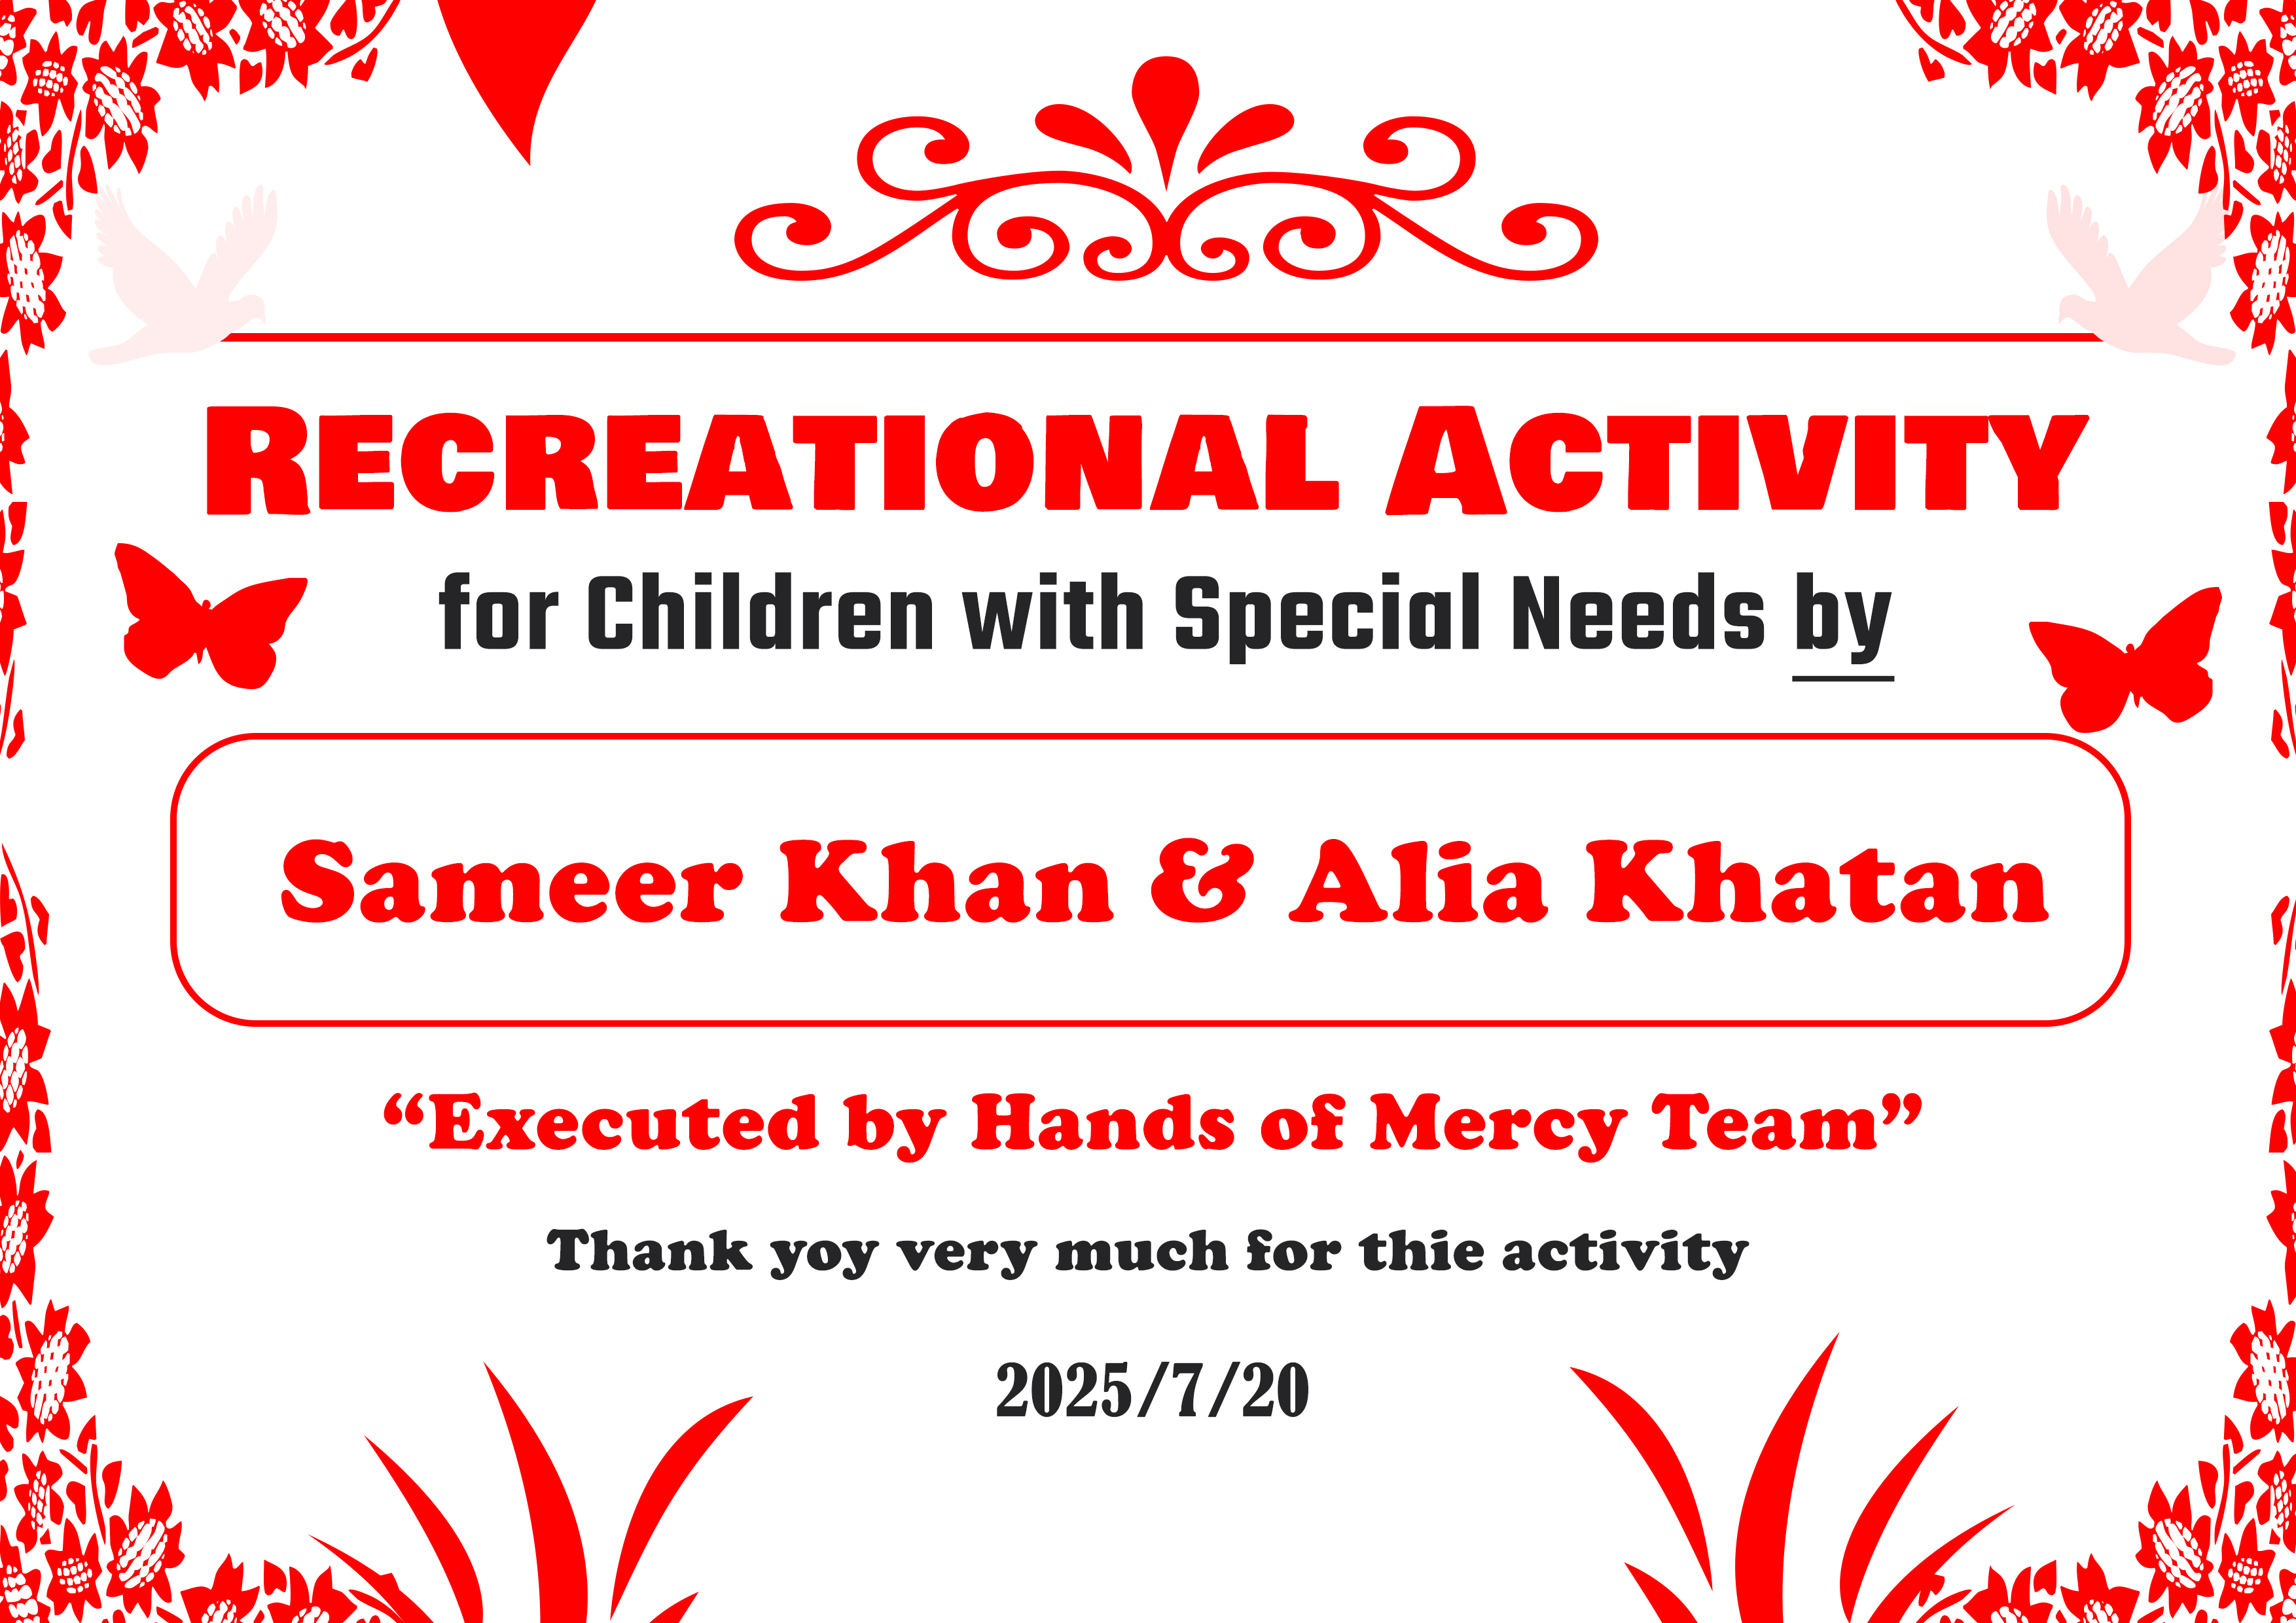 Recreational Activity
for Children with Special Needs by
Sameer Khan & Alia Khatan
“Executed by Hands of Mercy Team”
Thank yoy very much for thie activity
2025/7/20